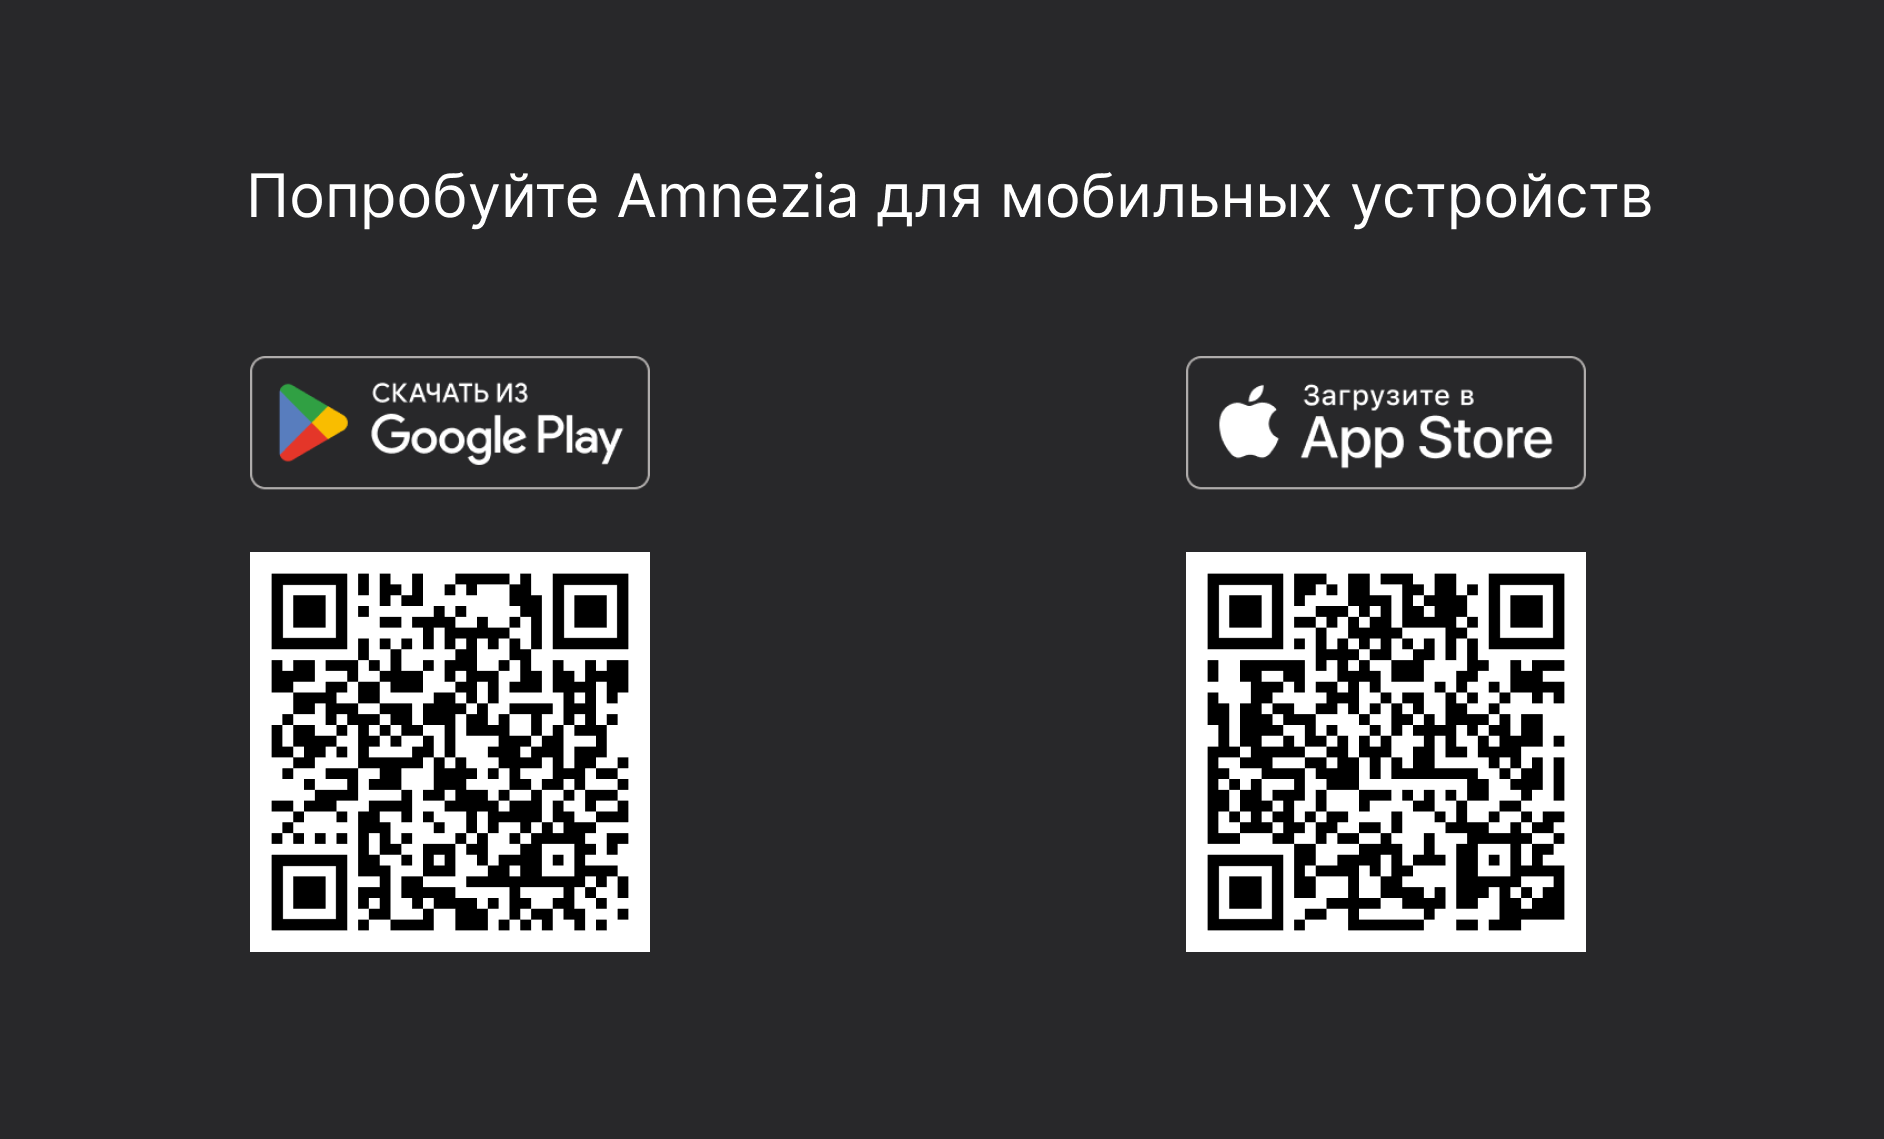 Попробуйте Amnezia для мобильных устройств
СКАЧАТЬ ИЗ
Google Play
Загрузите в
App Store